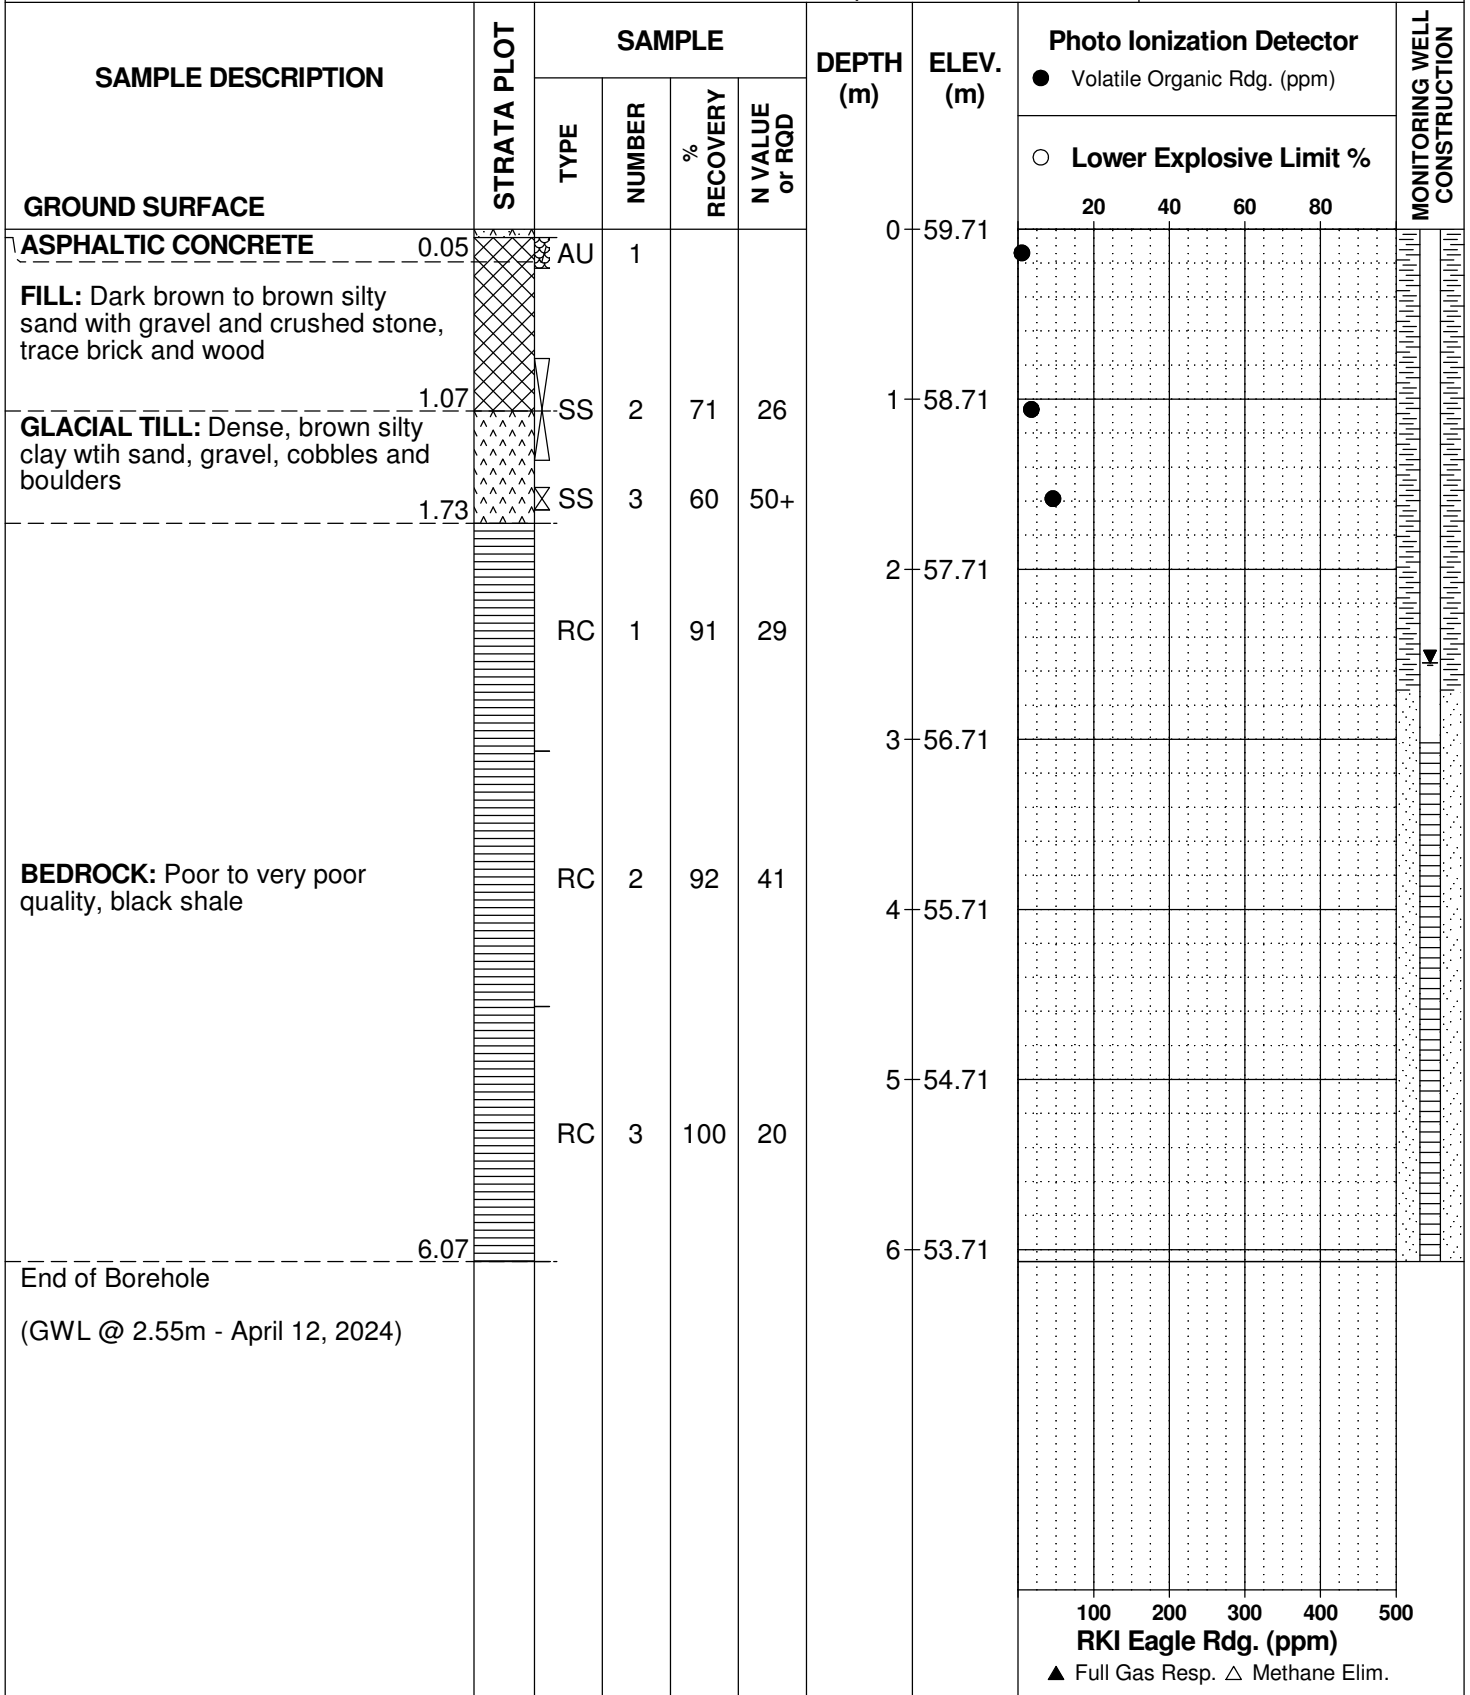 SAMPLE DESCRIPTION
GROUND SURFACE
STRATA PLOT
SAMPLE
TYPE
NUMBER
%
RECOVERY
N VALUE
or RQD
DEPTH
(m)
ELEV.
(m)
Photo Ionization Detector
● Volatile Organic Rdg. (ppm)
○ Lower Explosive Limit %
20 40 60 80
MONITORING WELL
CONSTRUCTION
0 59.71
ASPHALTIC CONCRETE 0.05 AU 1
FILL: Dark brown to brown silty
sand with gravel and crushed stone,
trace brick and wood
1.07
1 58.71
SS 2 71 26
GLACIAL TILL: Dense, brown silty
clay wtih sand, gravel, cobbles and
boulders
SS 3 60 50+
1.73
2 57.71
RC 1 91 29
3 56.71
BEDROCK: Poor to very poor
quality, black shale
RC 2 92 41
4 55.71
5 54.71
RC 3 100 20
6.07
6 53.71
End of Borehole
(GWL @ 2.55m - April 12, 2024)
100 200 300 400 500
RKI Eagle Rdg. (ppm)
▲ Full Gas Resp. △ Methane Elim.